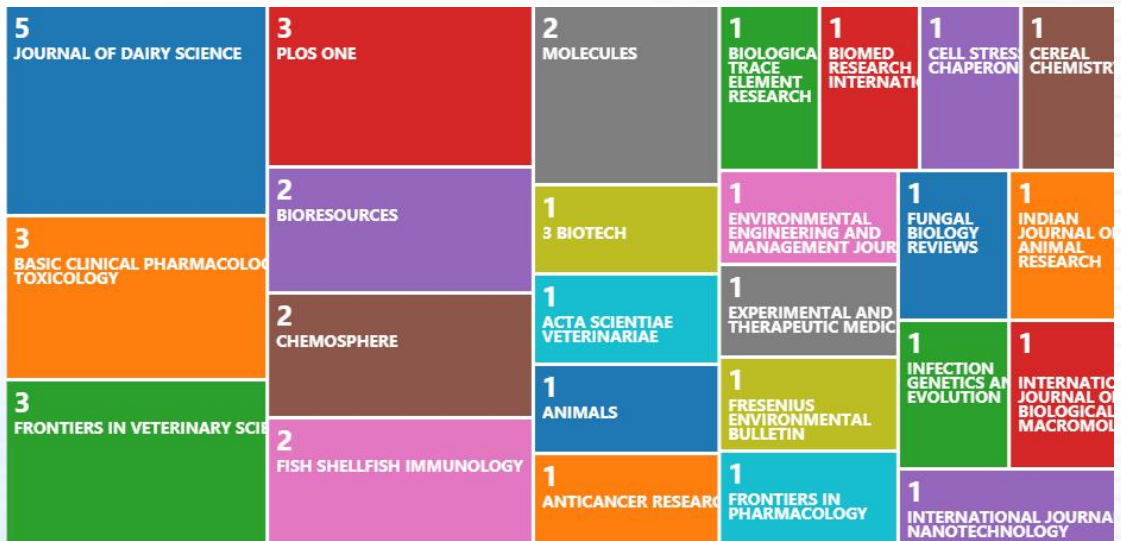 5
JOURNAL OF DAIRY SCIENCE
3
BASIC CLINICAL PHARMACOLOG
TOXICOLOGY
3
FRONTIERS IN VETERINARY SCIE
3
PLOS ONE
2
BIORESOURCES
2
CHEMOSPHERE
2
FISH SHELLFISH IMMUNOLOGY
2
MOLECULES
1
3 BIOTECH
1
ACTA SCIENTIAE
VETERINARIAE
1
ANIMALS
1
ANTICANCER RESEARC
1
BIOLOGICA
TRACE
ELEMENT
RESEARCH
1
BIOMED
RESEARCH
INTERNATI
1
CELL STRES
CHAPERON
1
CEREAL
CHEMISTR
1
ENVIRONMENTAL
ENGINEERING AND
MANAGEMENT JOUR
1
EXPERIMENTAL AND
THERAPEUTIC MEDIC
1
FRESENIUS
ENVIRONMENTAL
BULLETIN
1
FRONTIERS IN
PHARMACOLOGY
1
FUNGAL
BIOLOGY
REVIEWS
1
INDIAN
JOURNAL O
ANIMAL
RESEARCH
1
INFECTION
GENETICS AN
EVOLUTION
1
INTERNATIO
JOURNAL O
BIOLOGICAL
MACROMOL
1
INTERNATIONAL JOURNA
NANOTECHNOLOGY